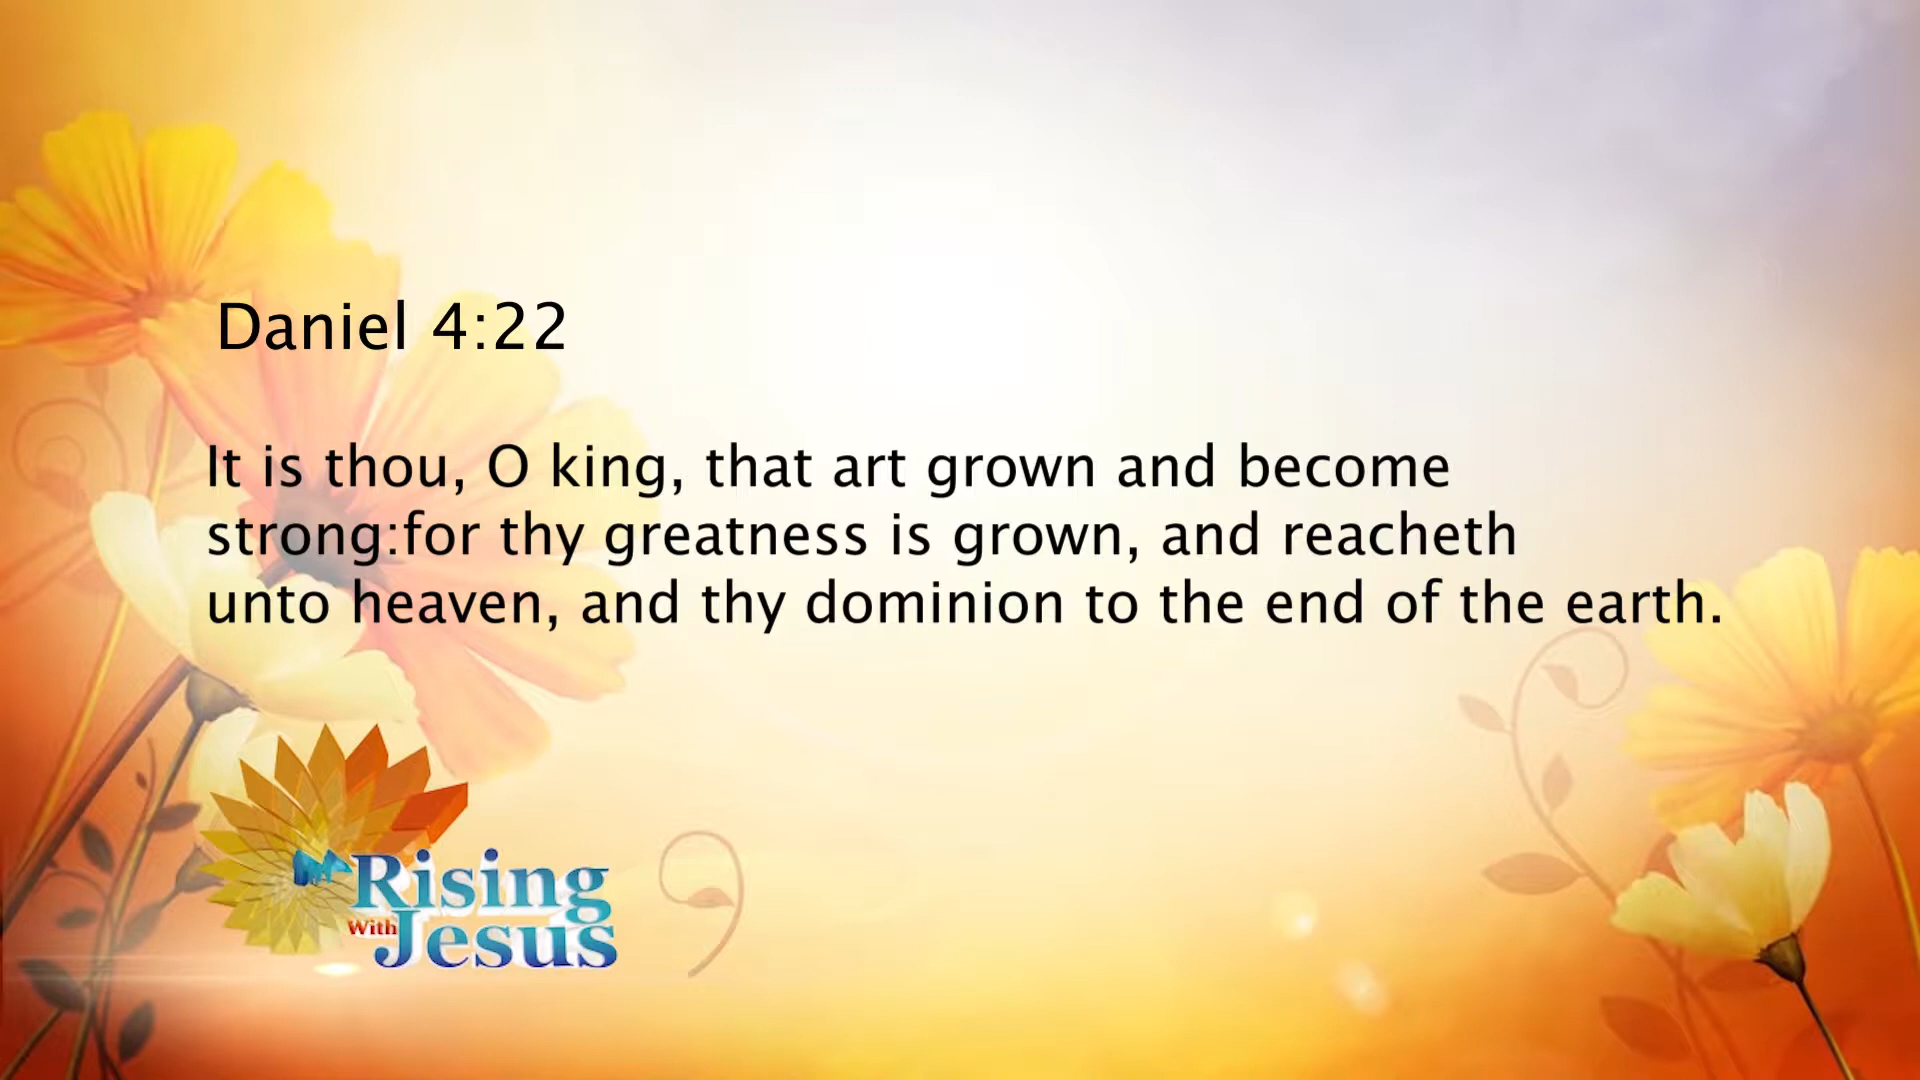 Daniel 4:22
It is thou, O king, that art grown and become
strong:for thy greatness is grown, and reacheth
unto heaven, and thy dominion to the end of the earth.
Rising
With Jesus